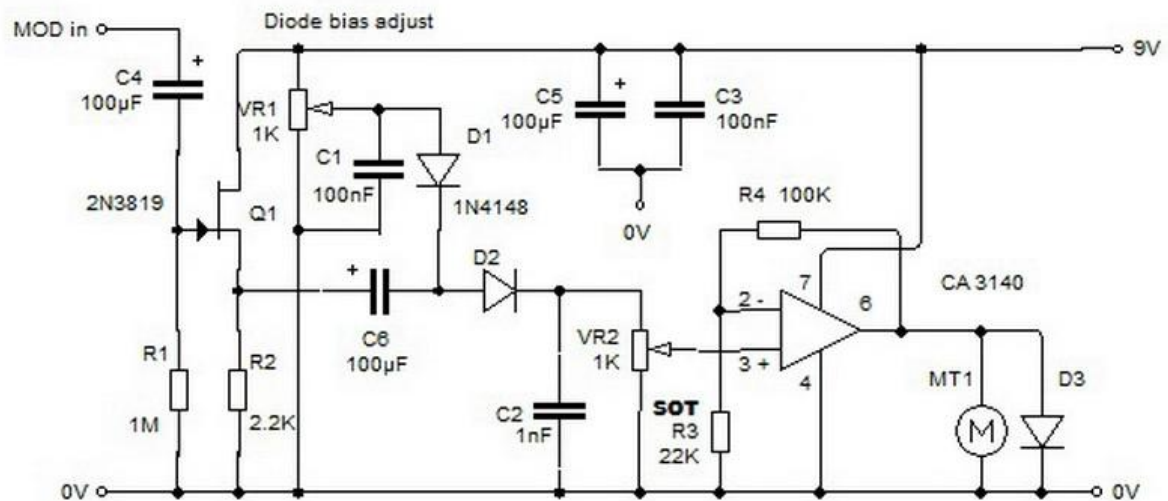 Diode bias adjust
MOD in
9V
C4
100µF
+
VR1
1K
C1
100nF
D1
1N4148
C5
100µF
+
C3
100nF
0V
2N3819
Q1
R4 100K
D2
+
C6
100µF
VR2
1K
2 -
3 +
7
6
4
CA 3140
R1
1M
R2
2.2K
C2
1nF
SOT
R3
22K
MT1
M
D3
0V
0V